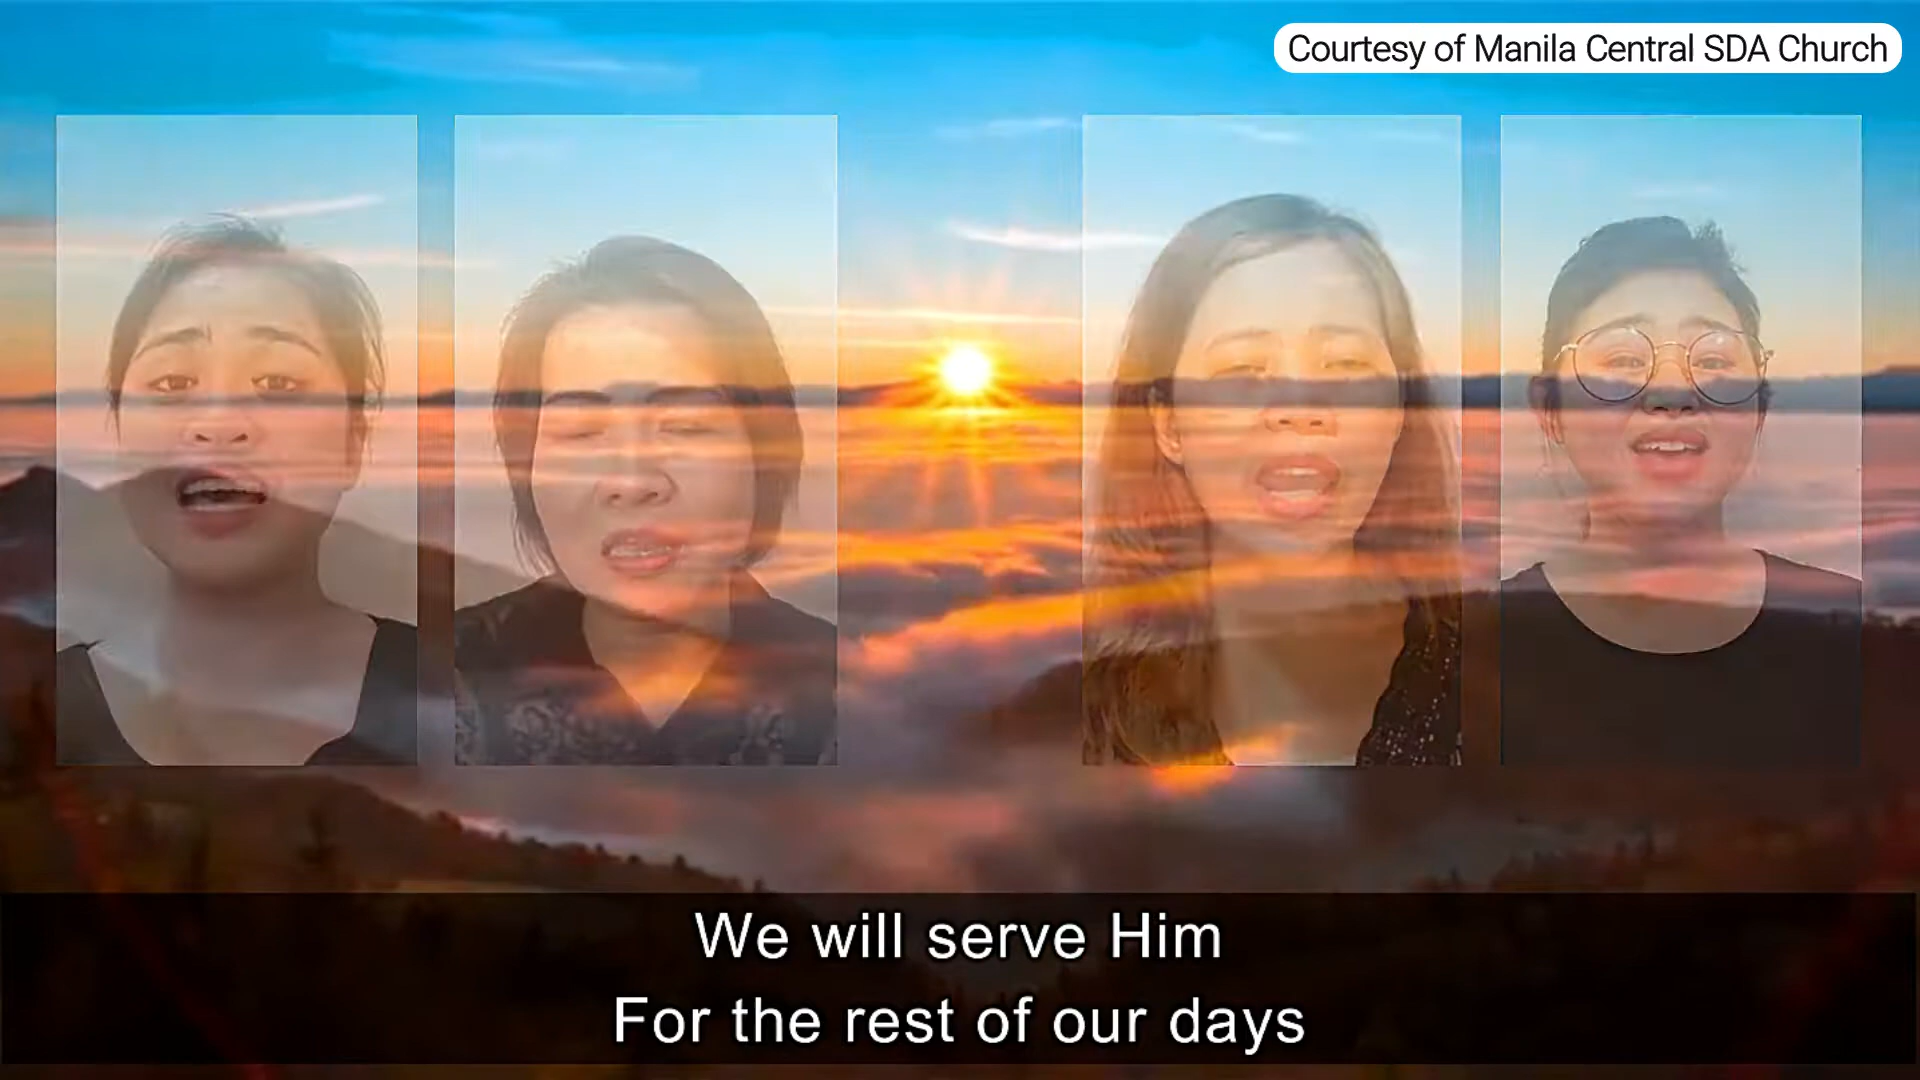 Courtesy of Manila Central SDA Church
We will serve Him
For the rest of our days